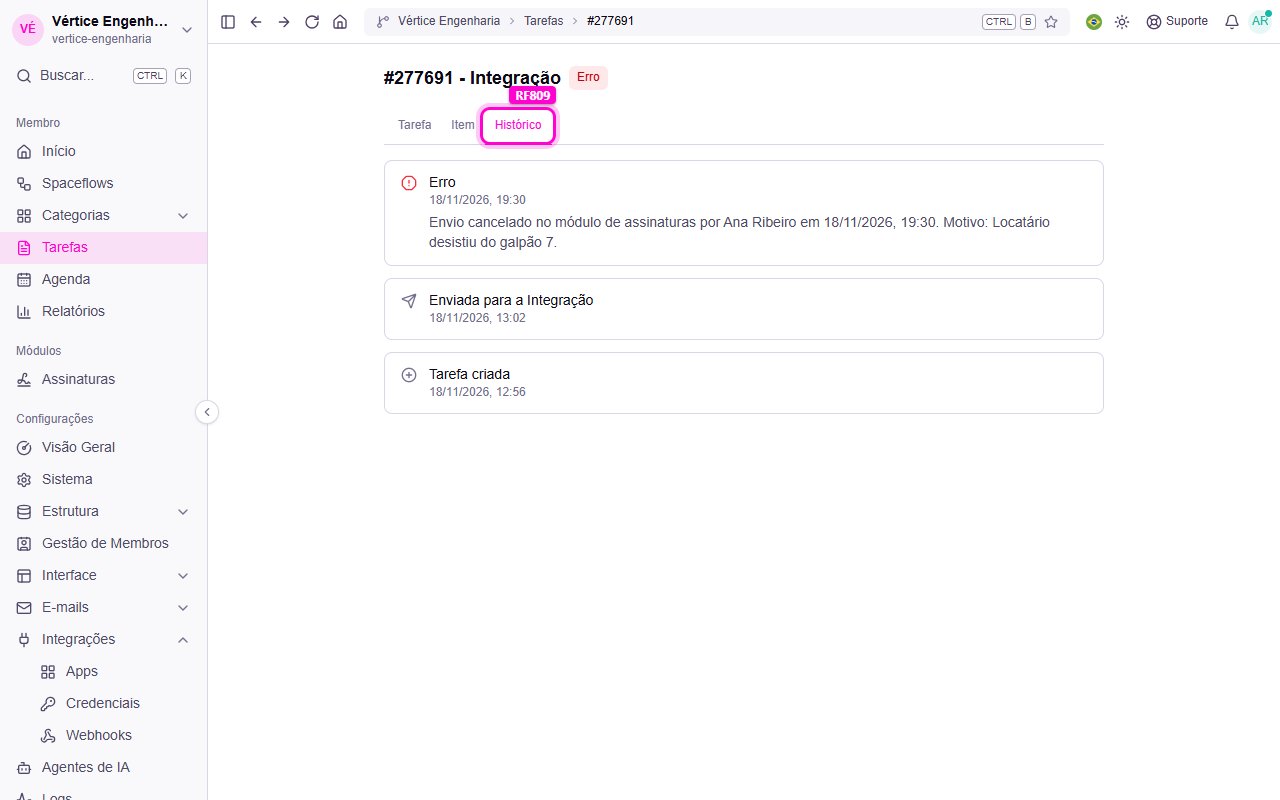 VÉ
Vértice Engenh...
vertice-engenharia
Buscar...
CTRL
K
Membro
Início
Spaceflows
Categorias
Tarefas
Agenda
Relatórios
Módulos
Assinaturas
Configurações
Visão Geral
Sistema
Estrutura
Gestão de Membros
Interface
E-mails
Integrações
Apps
Credenciais
Webhooks
Agentes de IA
Logs
Vértice Engenharia
Tarefas
#277691
CTRL
B
Suporte
AR
#277691 - Integração
Erro
RF809
Tarefa
Item
Histórico
Erro
18/11/2026, 19:30
Envio cancelado no módulo de assinaturas por Ana Ribeiro em 18/11/2026, 19:30. Motivo: Locatário
desistiu do galpão 7.
Enviada para a Integração
18/11/2026, 13:02
Tarefa criada
18/11/2026, 12:56